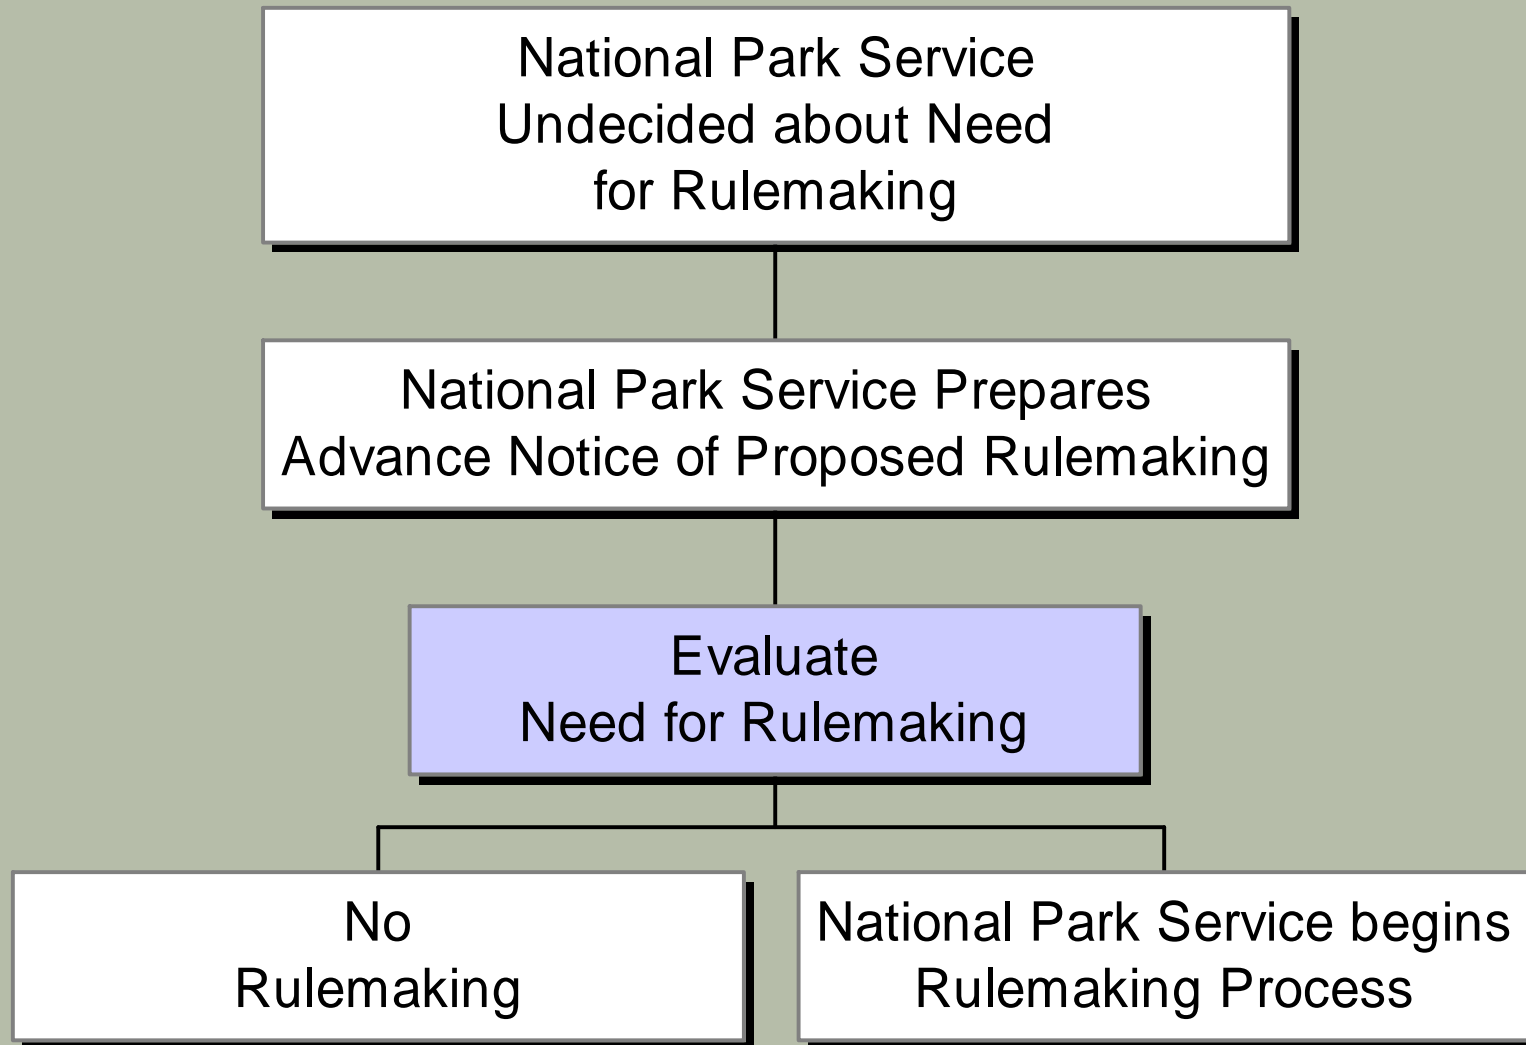 National Park Service
Undecided about Need
for Rulemaking
National Park Service Prepares
Advance Notice of Proposed Rulemaking
Evaluate
Need for Rulemaking
No
Rulemaking
National Park Service begins
Rulemaking Process